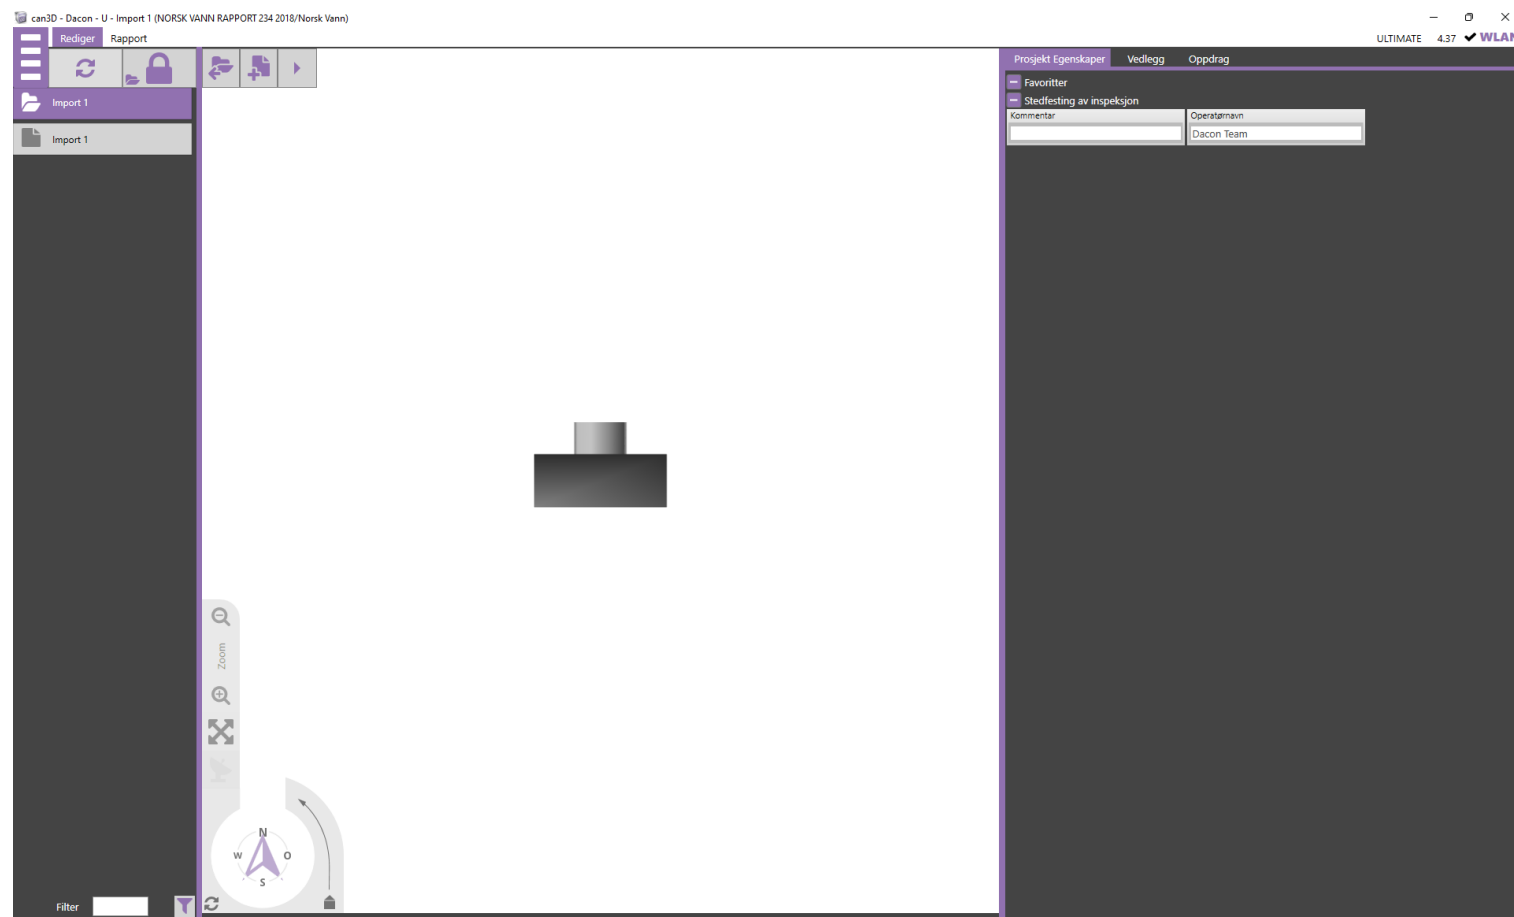 can3D - Dacon - U - Import 1 (NORSK VANN RAPPORT 234 2018/Norsk Vann)
Rediger Rapport
ULTIMATE 4.37 WLAN
Import 1
Import 1
Prosjekt Egenskaper Vedlegg Oppdrag
Favoritter
Stedfesting av inspeksjon
Kommentar Operatørnavn
Dacon Team
Zoom
N
W O
S
Filter